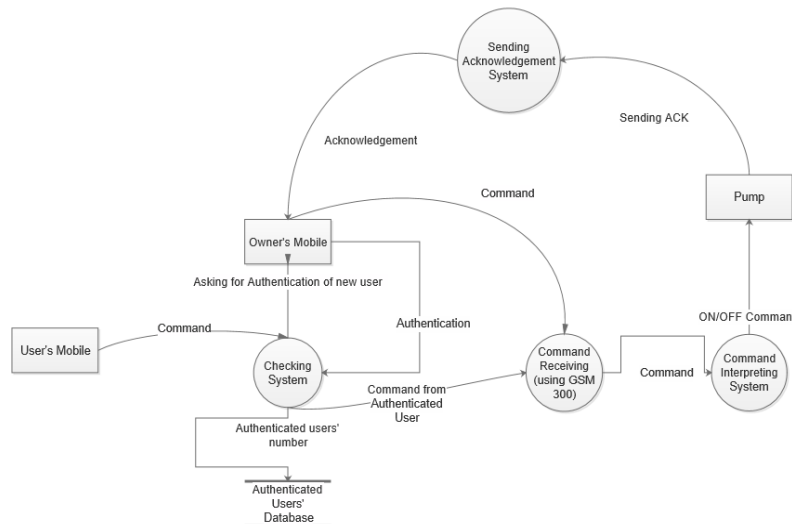 Sending
Acknowledgement
System
Sending ACK
Acknowledgement
Command
Pump
Owner's Mobile
Asking for Authentication of new user
ON/OFF Comman
Authentication
Command
User's Mobile
Checking
System
Command
Receiving
(using GSM
300)
Command
Command
Interpreting
System
Command from
Authenticated
User
Authenticated users'
number
Authenticated
Users'
Database